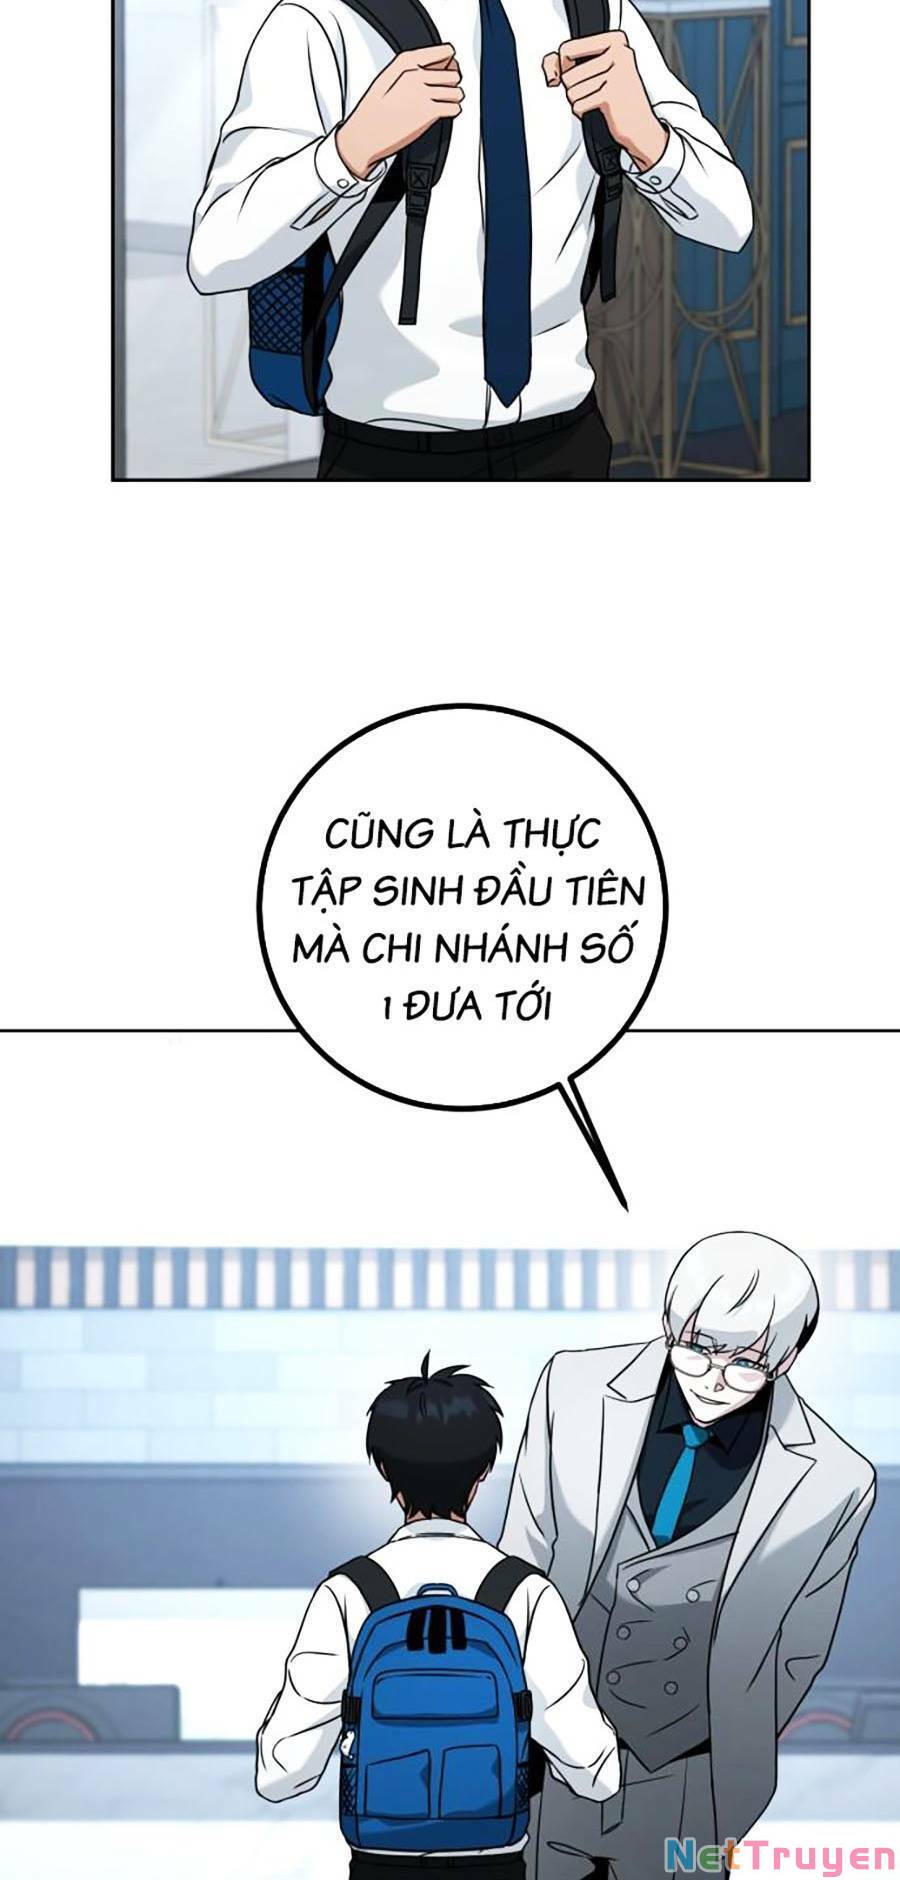 CŨNG LÀ THỰC
TẬP SINH ĐẦU TIÊN
MÀ CHI NHÁNH SỐ
1 ĐƯA TỚI
NetTruyen